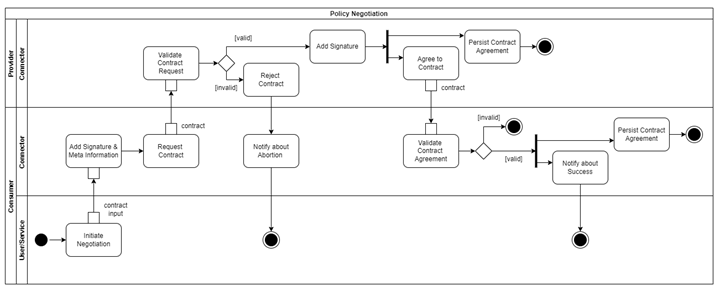 Policy Negotiation
Provider
Connector
Validate
Contract
Request
[valid]
[invalid]
Reject
Contract
Add Signature
Persist Contract
Agreement
Agree to
Contract
contract
Consumer
Connector
Add Signature &
Meta Information
contract
Request
Contract
Notify about
Abortion
Validate
Contract
Agreement
[invalid]
[valid]
Persist Contract
Agreement
Notify about
Success
User/Service
contract
input
Initiate
Negotiation